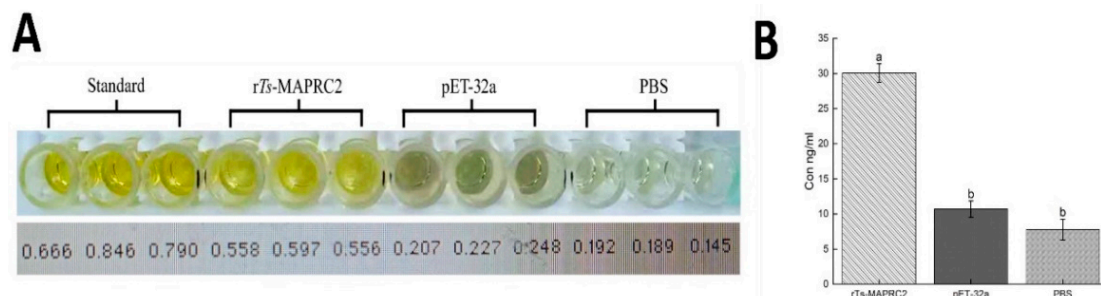 A
B
Standard rTs-MAPRC2 pET-32a PBS
0.666 0.846 0.790 0.558 0.597 0.556 0.207 0.227 0.248 0.192 0.189 0.145
35
30
25
20
15
10
5
0
Con ng/ml
a
b
b
rTs-MAPRC2 pET-32a PBS